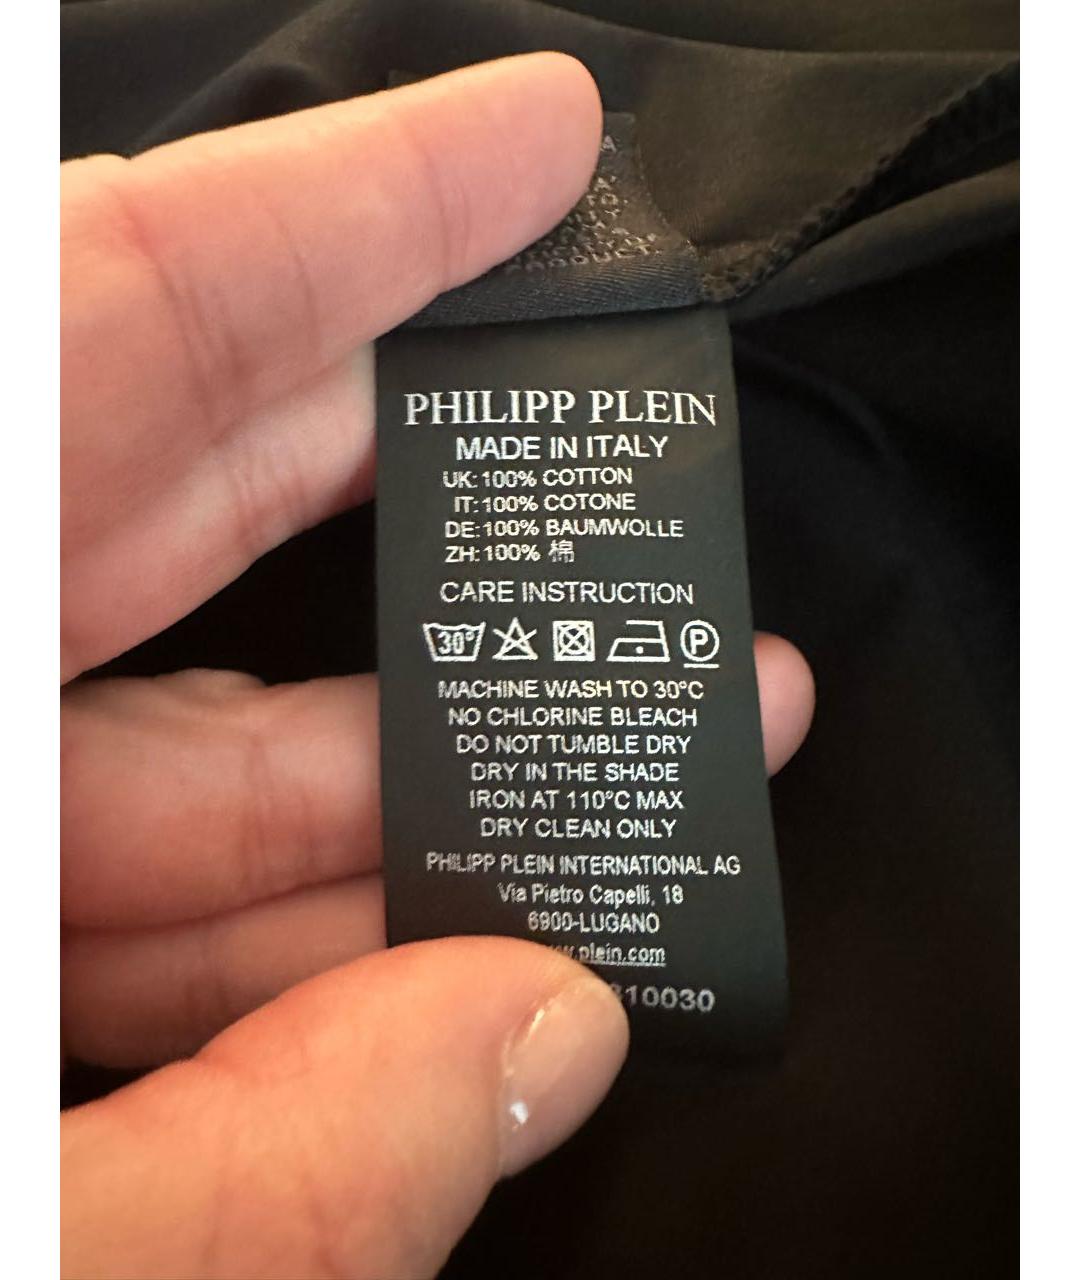 PHILIPP PLEIN
MADE IN ITALY
UK: 100% COTTON
IT: 100% COTONE
DE: 100% BAUMWOLLE
ZH: 100% 棉
CARE INSTRUCTION
30° P
MACHINE WASH TO 30°C
NO CHLORINE BLEACH
DO NOT TUMBLE DRY
DRY IN THE SHADE
IRON AT 110°C MAX
DRY CLEAN ONLY
PHILIPP PLEIN INTERNATIONAL AG
Via Pietro Capelli, 18
6900-LUGANO
.plein.com
10030